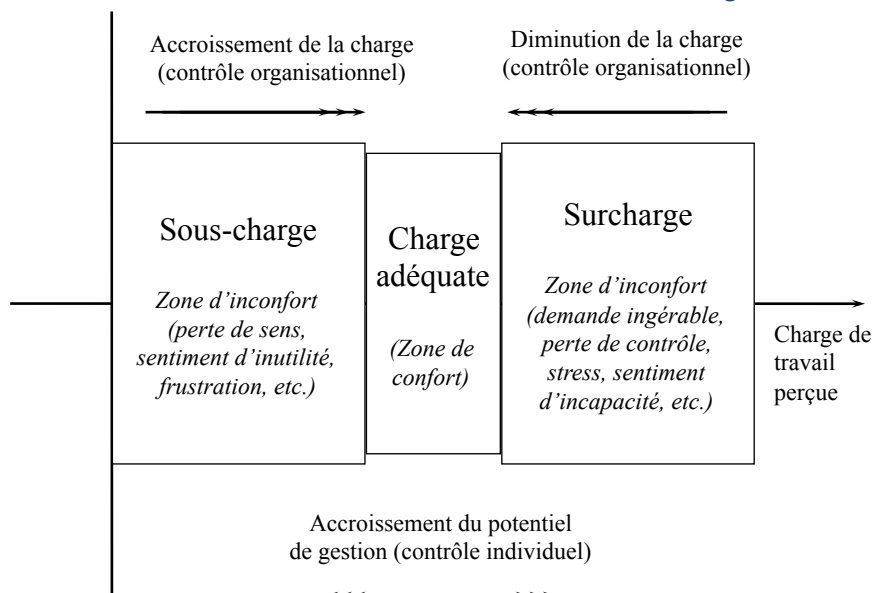 Accroissement de la charge
(contrôle organisationnel)
Diminution de la charge
(contrôle organisationnel)
Sous-charge
Zone d’inconfort
(perte de sens,
sentiment d’inutilité,
frustration, etc.)
Charge
adéquate
(Zone de
confort)
Surcharge
Zone d’inconfort
(demande ingérable,
perte de contrôle,
stress, sentiment
d’incapacité, etc.)
Charge de
travail
perçue
Accroissement du potentiel
de gestion (contrôle individuel)